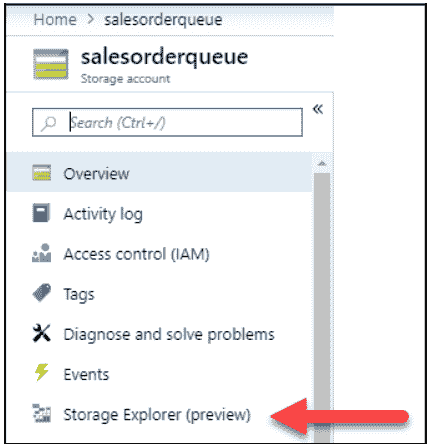 Home > salesorderqueue
salesorderqueue
Storage account
Search (Ctrl+/)
«
Overview
Activity log
Access control (IAM)
Tags
Diagnose and solve problems
Events
Storage Explorer (preview)